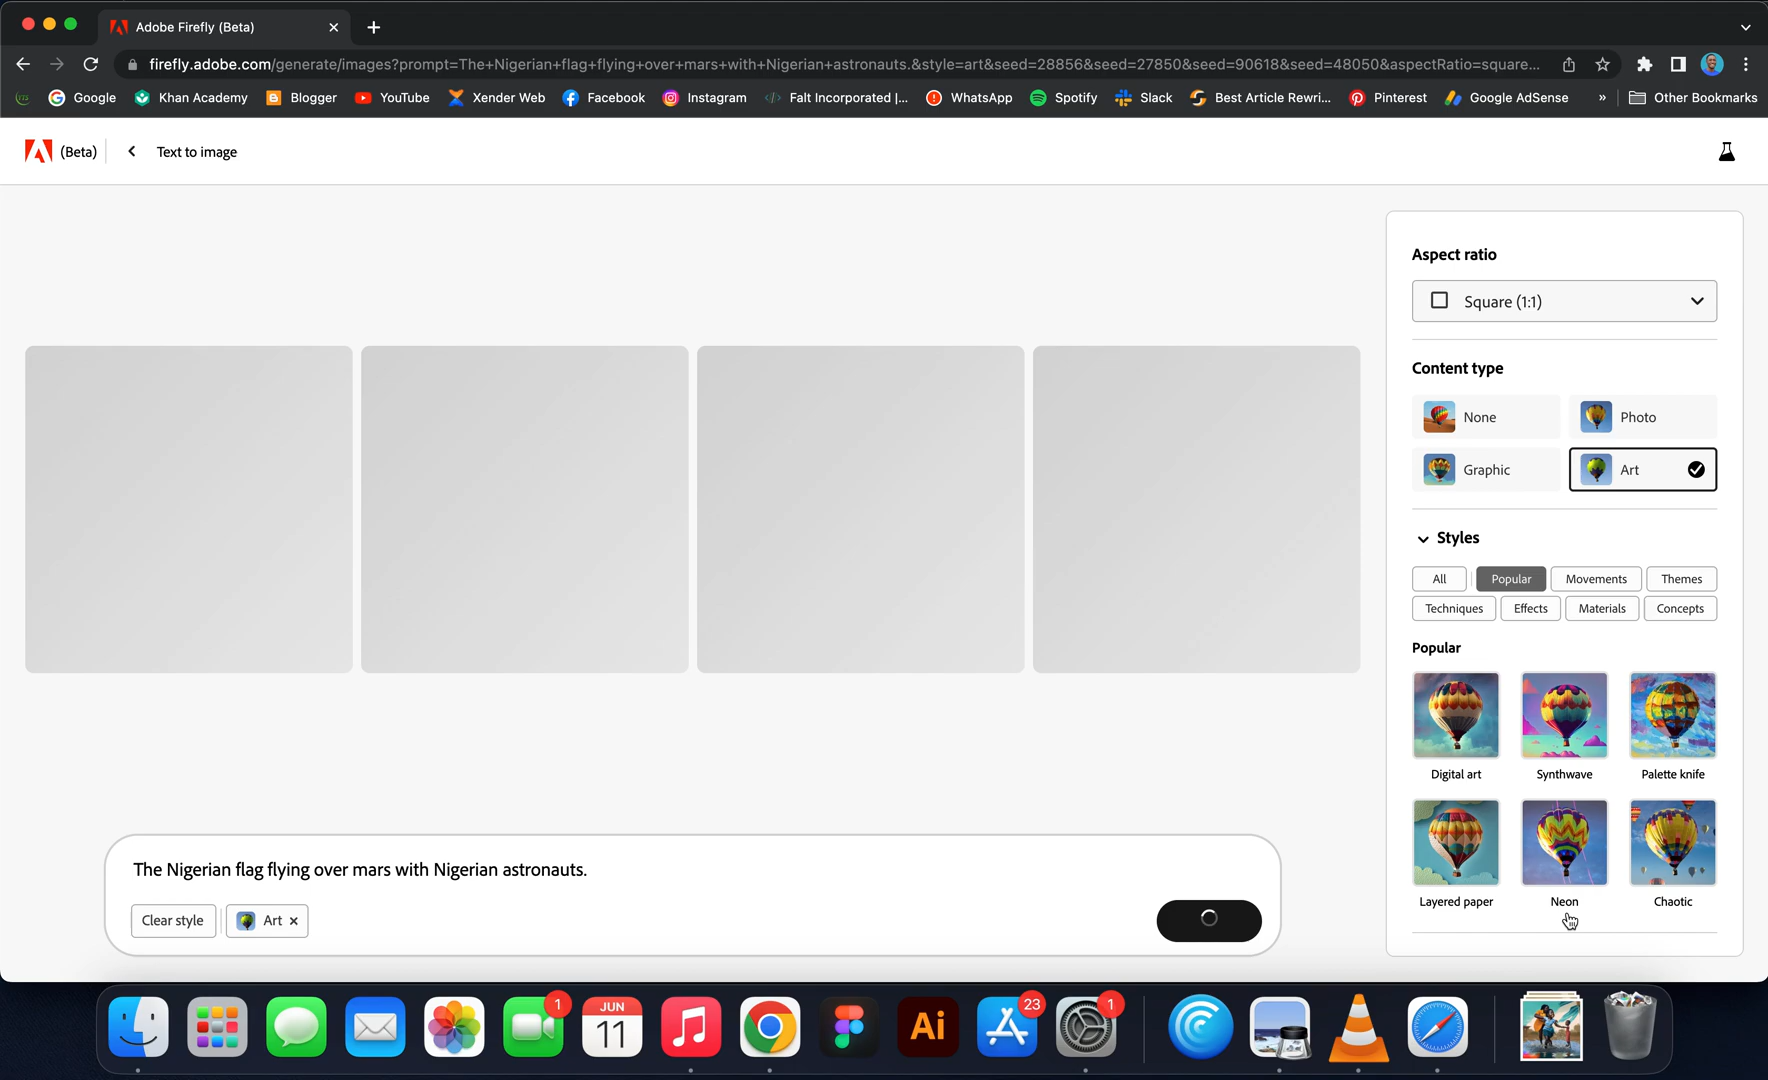 Adobe Firefly (Beta)
firefly.adobe.com/generate/images?prompt=The+Nigerian+flag+flying+over+mars+with+Nigerian+astronauts.&style=art&seed=28856&seed=27850&seed=90618&seed=48050&aspectRatio=square...
Google Khan Academy Blogger YouTube Xender Web Facebook Instagram Falt Incorporated |... WhatsApp Spotify Slack Best Article Rewri... Pinterest Google AdSense » Other Bookmarks
(Beta) Text to image
Aspect ratio
Square (1:1)
Content type
None Photo
Graphic Art
Styles
All Popular Movements Themes
Techniques Effects Materials Concepts
Popular
Digital art Synthwave Palette knife
Layered paper Neon Chaotic
The Nigerian flag flying over mars with Nigerian astronauts.
Clear style Art
1 JUN 23 1
11 Ai